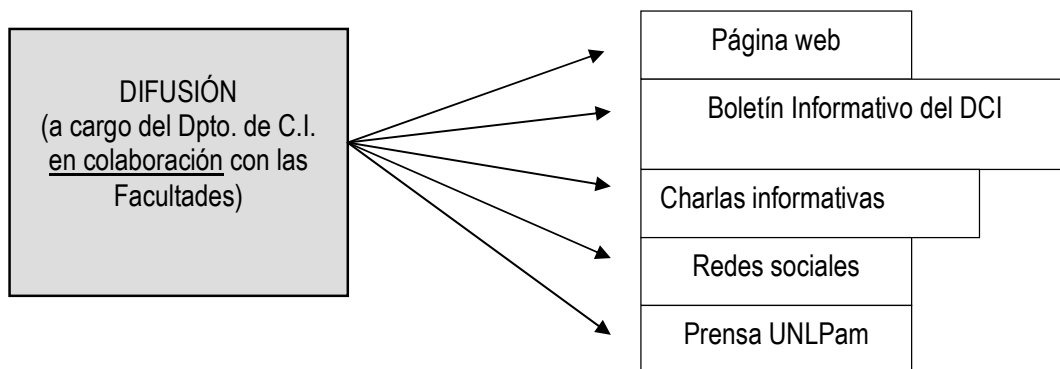 DIFUSIÓN
(a cargo del Dpto. de C.I.
en colaboración con las
Facultades)
Página web
Boletín Informativo del DCI
Charlas informativas
Redes sociales
Prensa UNLPam